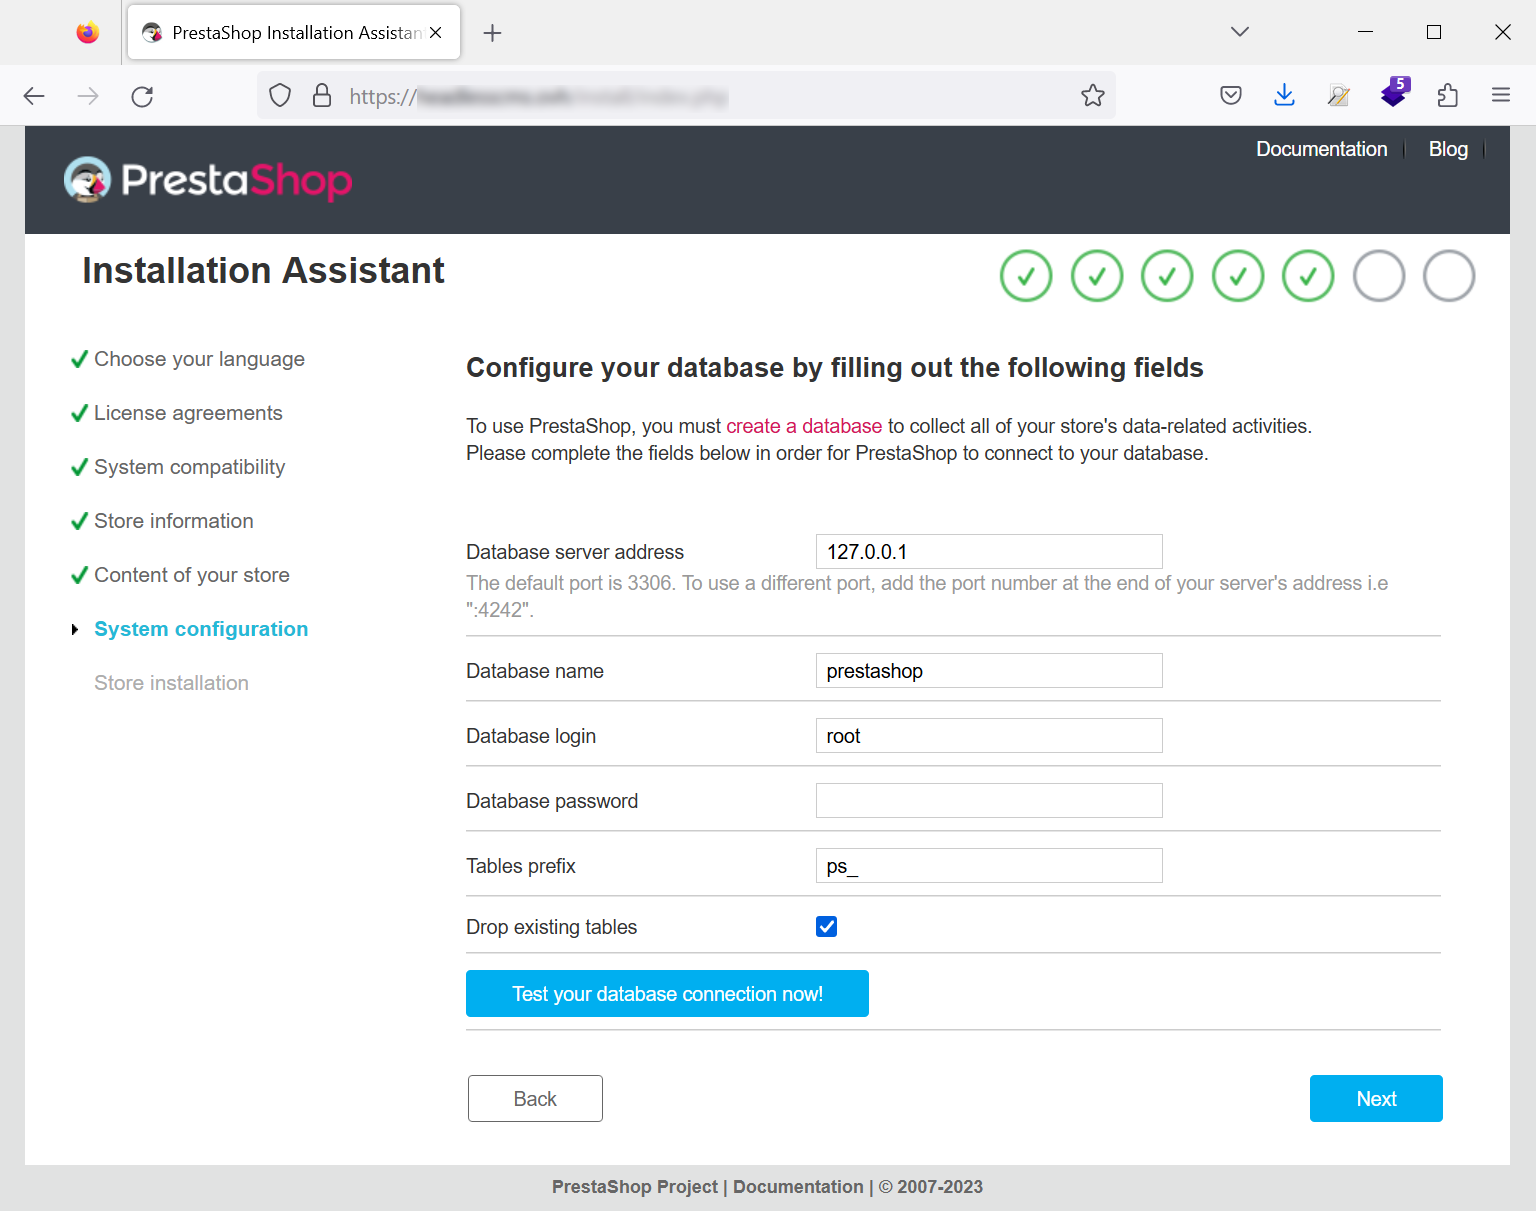 PrestaShop Installation Assistan
https://
5
Documentation
Blog
PrestaShop
Installation Assistant
Choose your language
License agreements
System compatibility
Store information
Content of your store
System configuration
Store installation
Configure your database by filling out the following fields
To use PrestaShop, you must create a database to collect all of your store's data-related activities.
Please complete the fields below in order for PrestaShop to connect to your database.
Database server address 127.0.0.1
The default port is 3306. To use a different port, add the port number at the end of your server's address i.e
":4242".
Database name prestashop
Database login root
Database password
Tables prefix ps_
Drop existing tables
Test your database connection now!
Back
Next
PrestaShop Project | Documentation | © 2007-2023